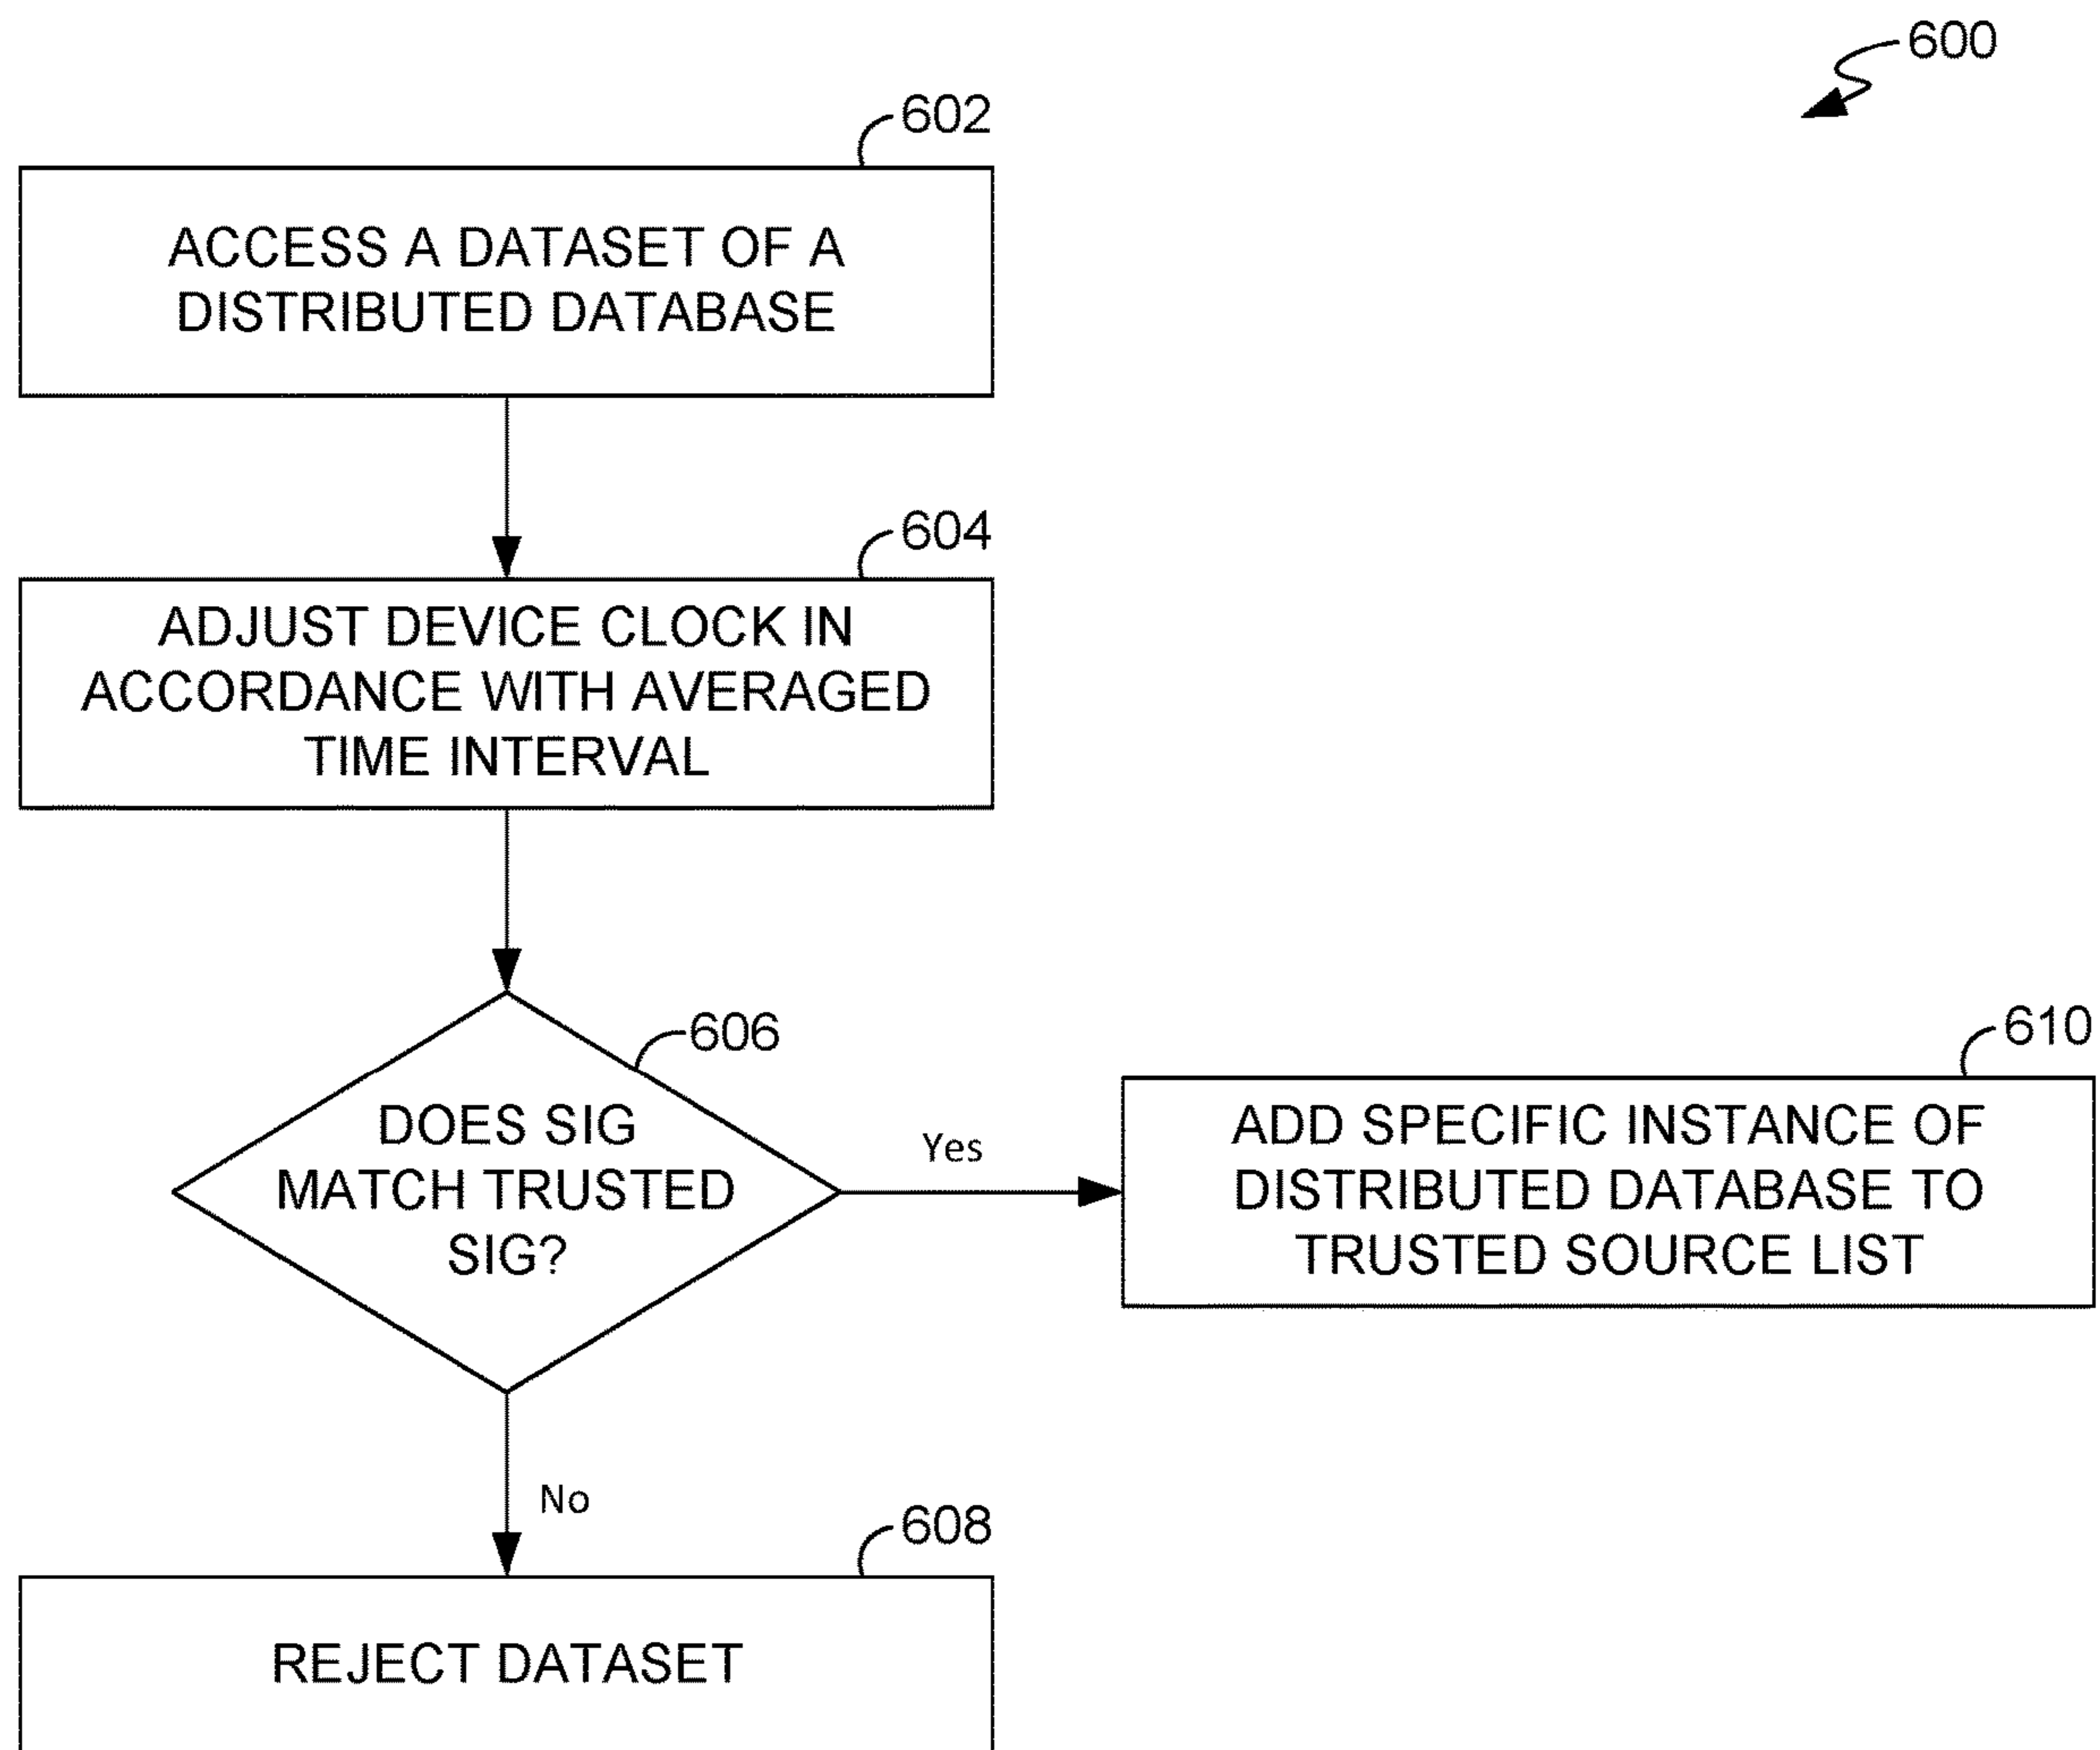 600
602
ACCESS A DATASET OF A
DISTRIBUTED DATABASE
604
ADJUST DEVICE CLOCK IN
ACCORDANCE WITH AVERAGED
TIME INTERVAL
606
DOES SIG
MATCH TRUSTED
SIG?
Yes
610
ADD SPECIFIC INSTANCE OF
DISTRIBUTED DATABASE TO
TRUSTED SOURCE LIST
No
608
REJECT DATASET